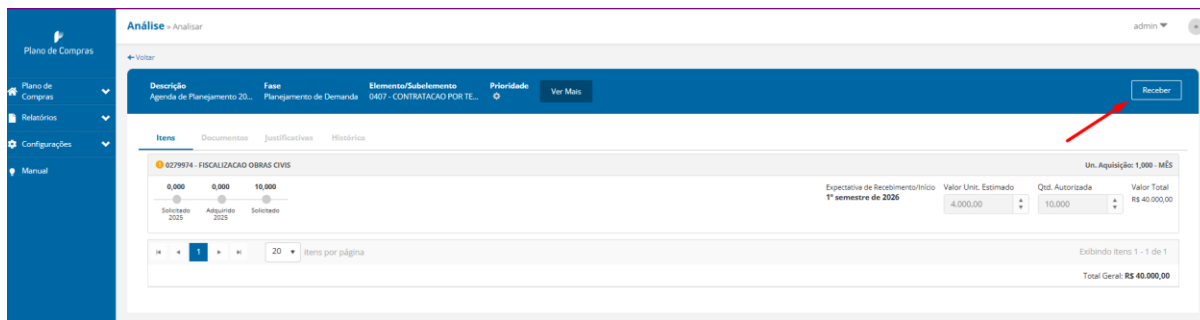 Análise » Analisar
admin
Plano de Compras
Voltar
Plano de
Compras
Relatórios
Configurações
Manual
Descrição Fase Elemento/Subelemento Prioridade
Agenda de Planejamento 20... Planejamento de Demanda 0407 - CONTRATACAO POR TE...
Ver Mais
Receber
Itens Documentos Justificativas Histórico
0279974 - FISCALIZACAO OBRAS CIVIS Un. Aquisição: 1,000 - MÊS
0,000 0,000 10,000
Solicitado Adquirido Solicitado
2025 2025
Expectativa de Recebimento/Início Valor Unit. Estimado Qtd. Autorizada Valor Total
1º semestre de 2026 4.000,00 10,000 R$ 40.000,00
1 20 itens por página Exibindo itens 1 - 1 de 1
Total Geral: R$ 40.000,00